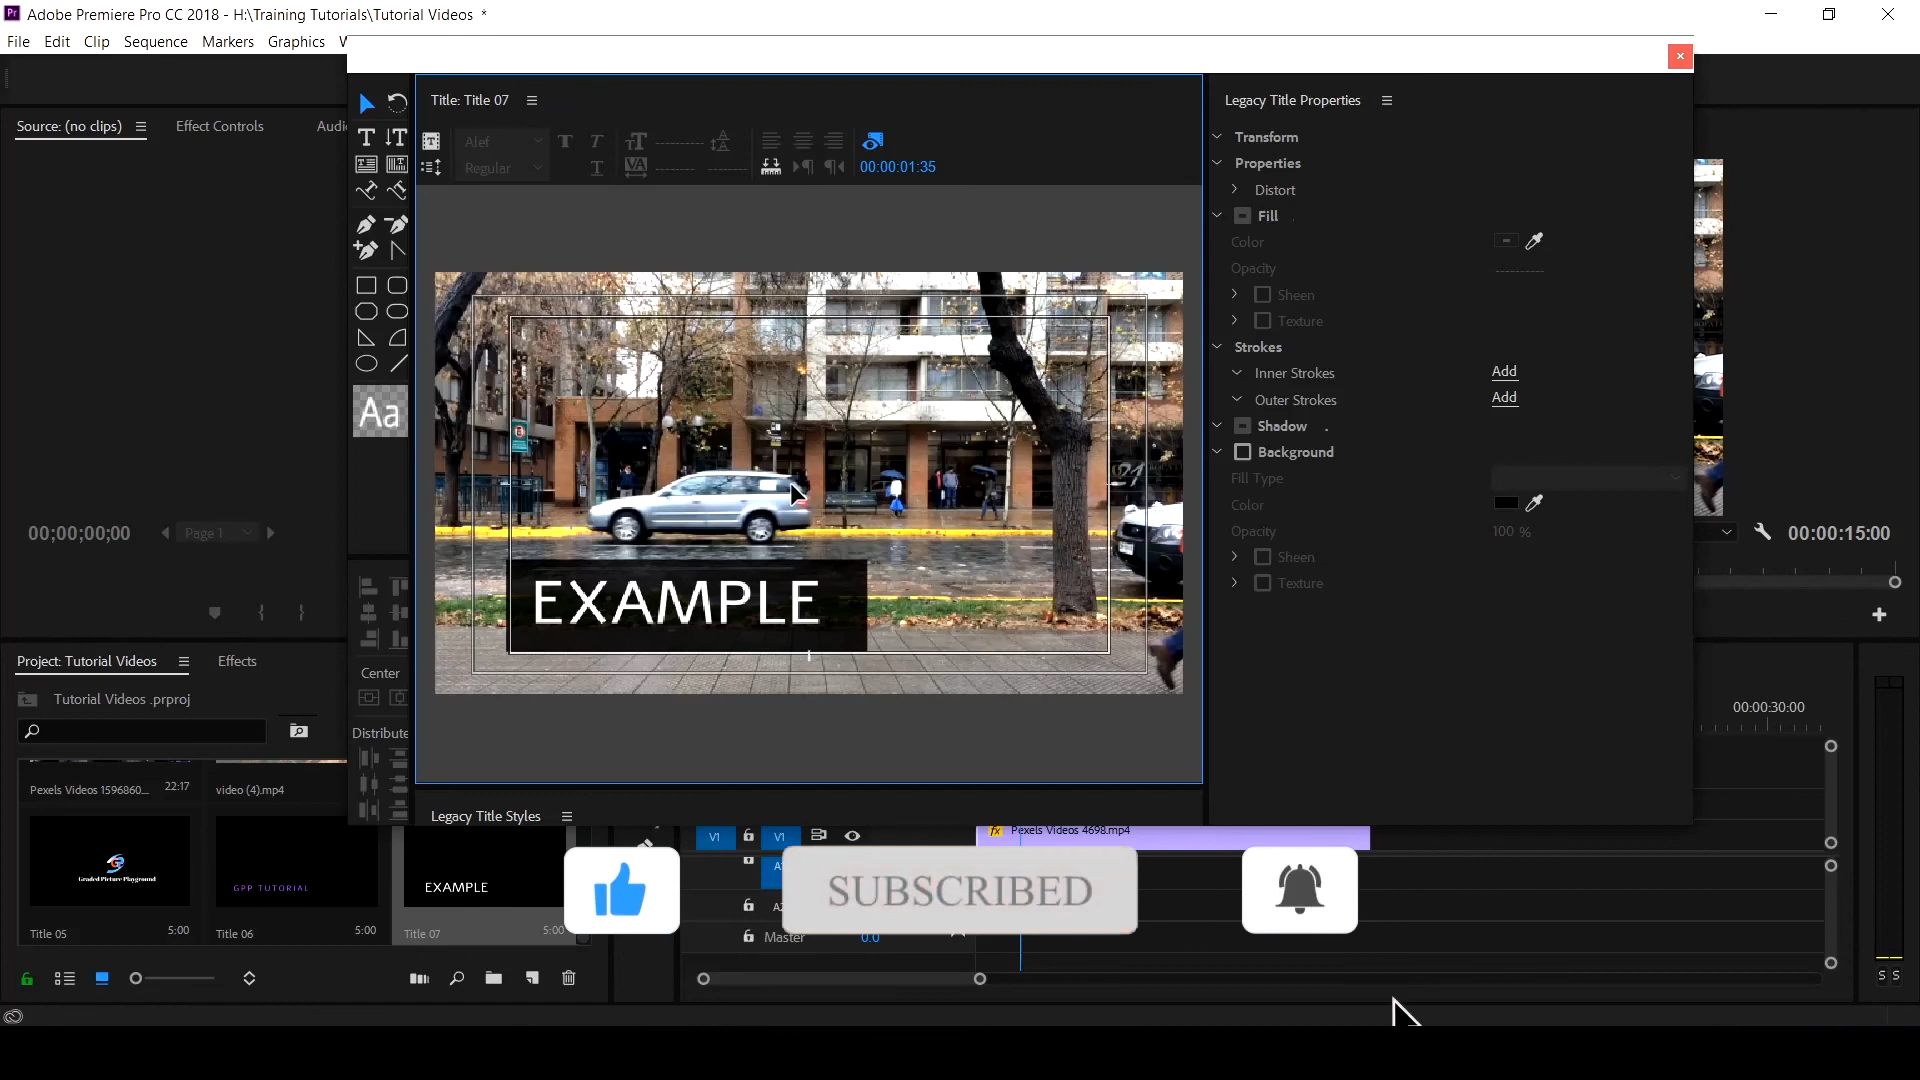 Adobe Premiere Pro CC 2018 - H:\Training Tutorials\Tutorial Videos *
File Edit Clip Sequence Markers Graphics
Source: (no clips) Effect Controls
Title: Title 07
Alef
Regular
00:00:01:35
Legacy Title Properties
Transform
Properties
Distort
Fill
Color
Opacity
Sheen
Texture
Strokes
Inner Strokes Add
Outer Strokes Add
Shadow
Background
Fill Type
Color
Opacity 100 %
Sheen
Texture
Aa
EXAMPLE
00;00;00;00 Page 1
00:00:15:00
Center
Distribute
Project: Tutorial Videos Effects
Tutorial Videos .prproj
Pexels Videos 1596860... 22:17 video (4).mp4
Graded Picture Playground
GPP TUTORIAL
EXAMPLE
Title 05 5:00 Title 06 5:00 Title 07 5:00
Legacy Title Styles
00:00:30:00
V1 V1 fx Pexels Videos 4698.mp4
Master 0.0
SUBSCRIBED
S S